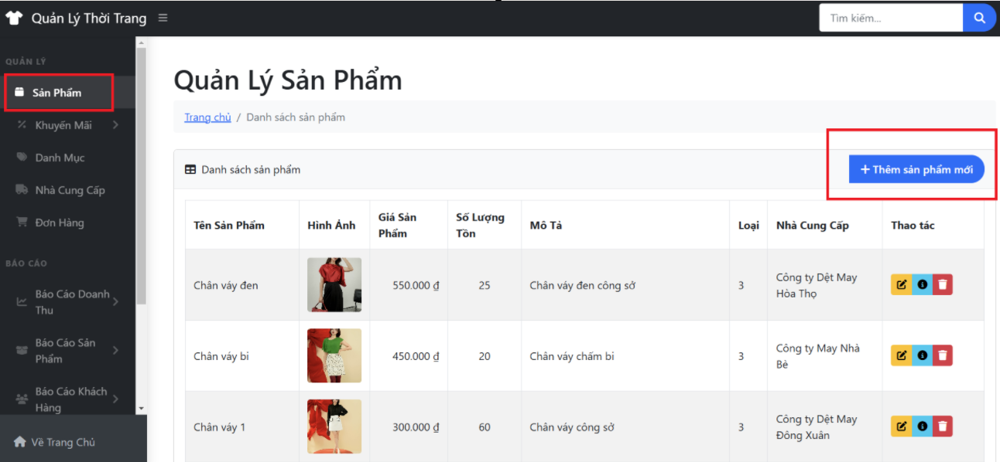 Quản Lý Thời Trang
Tìm kiếm...
QUẢN LÝ
Sản Phẩm
Khuyến Mãi
Danh Mục
Nhà Cung Cấp
Đơn Hàng
BÁO CÁO
Báo Cáo Doanh
Thu
Báo Cáo Sản
Phẩm
Báo Cáo Khách
Hàng
Về Trang Chủ
Quản Lý Sản Phẩm
Trang chủ / Danh sách sản phẩm
Danh sách sản phẩm
+ Thêm sản phẩm mới
Tên Sản Phẩm Hình Ảnh Giá Sản Phẩm Số Lượng Tồn Mô Tả Loại Nhà Cung Cấp Thao tác
Chân váy đen 550.000 ₫ 25 Chân váy đen công sở 3 Công ty Dệt May Hòa Thọ
Chân váy bi 450.000 ₫ 20 Chân váy chấm bi 3 Công ty May Nhà Bè
Chân váy 1 300.000 ₫ 60 Chân váy công sở 3 Công ty Dệt May Đông Xuân